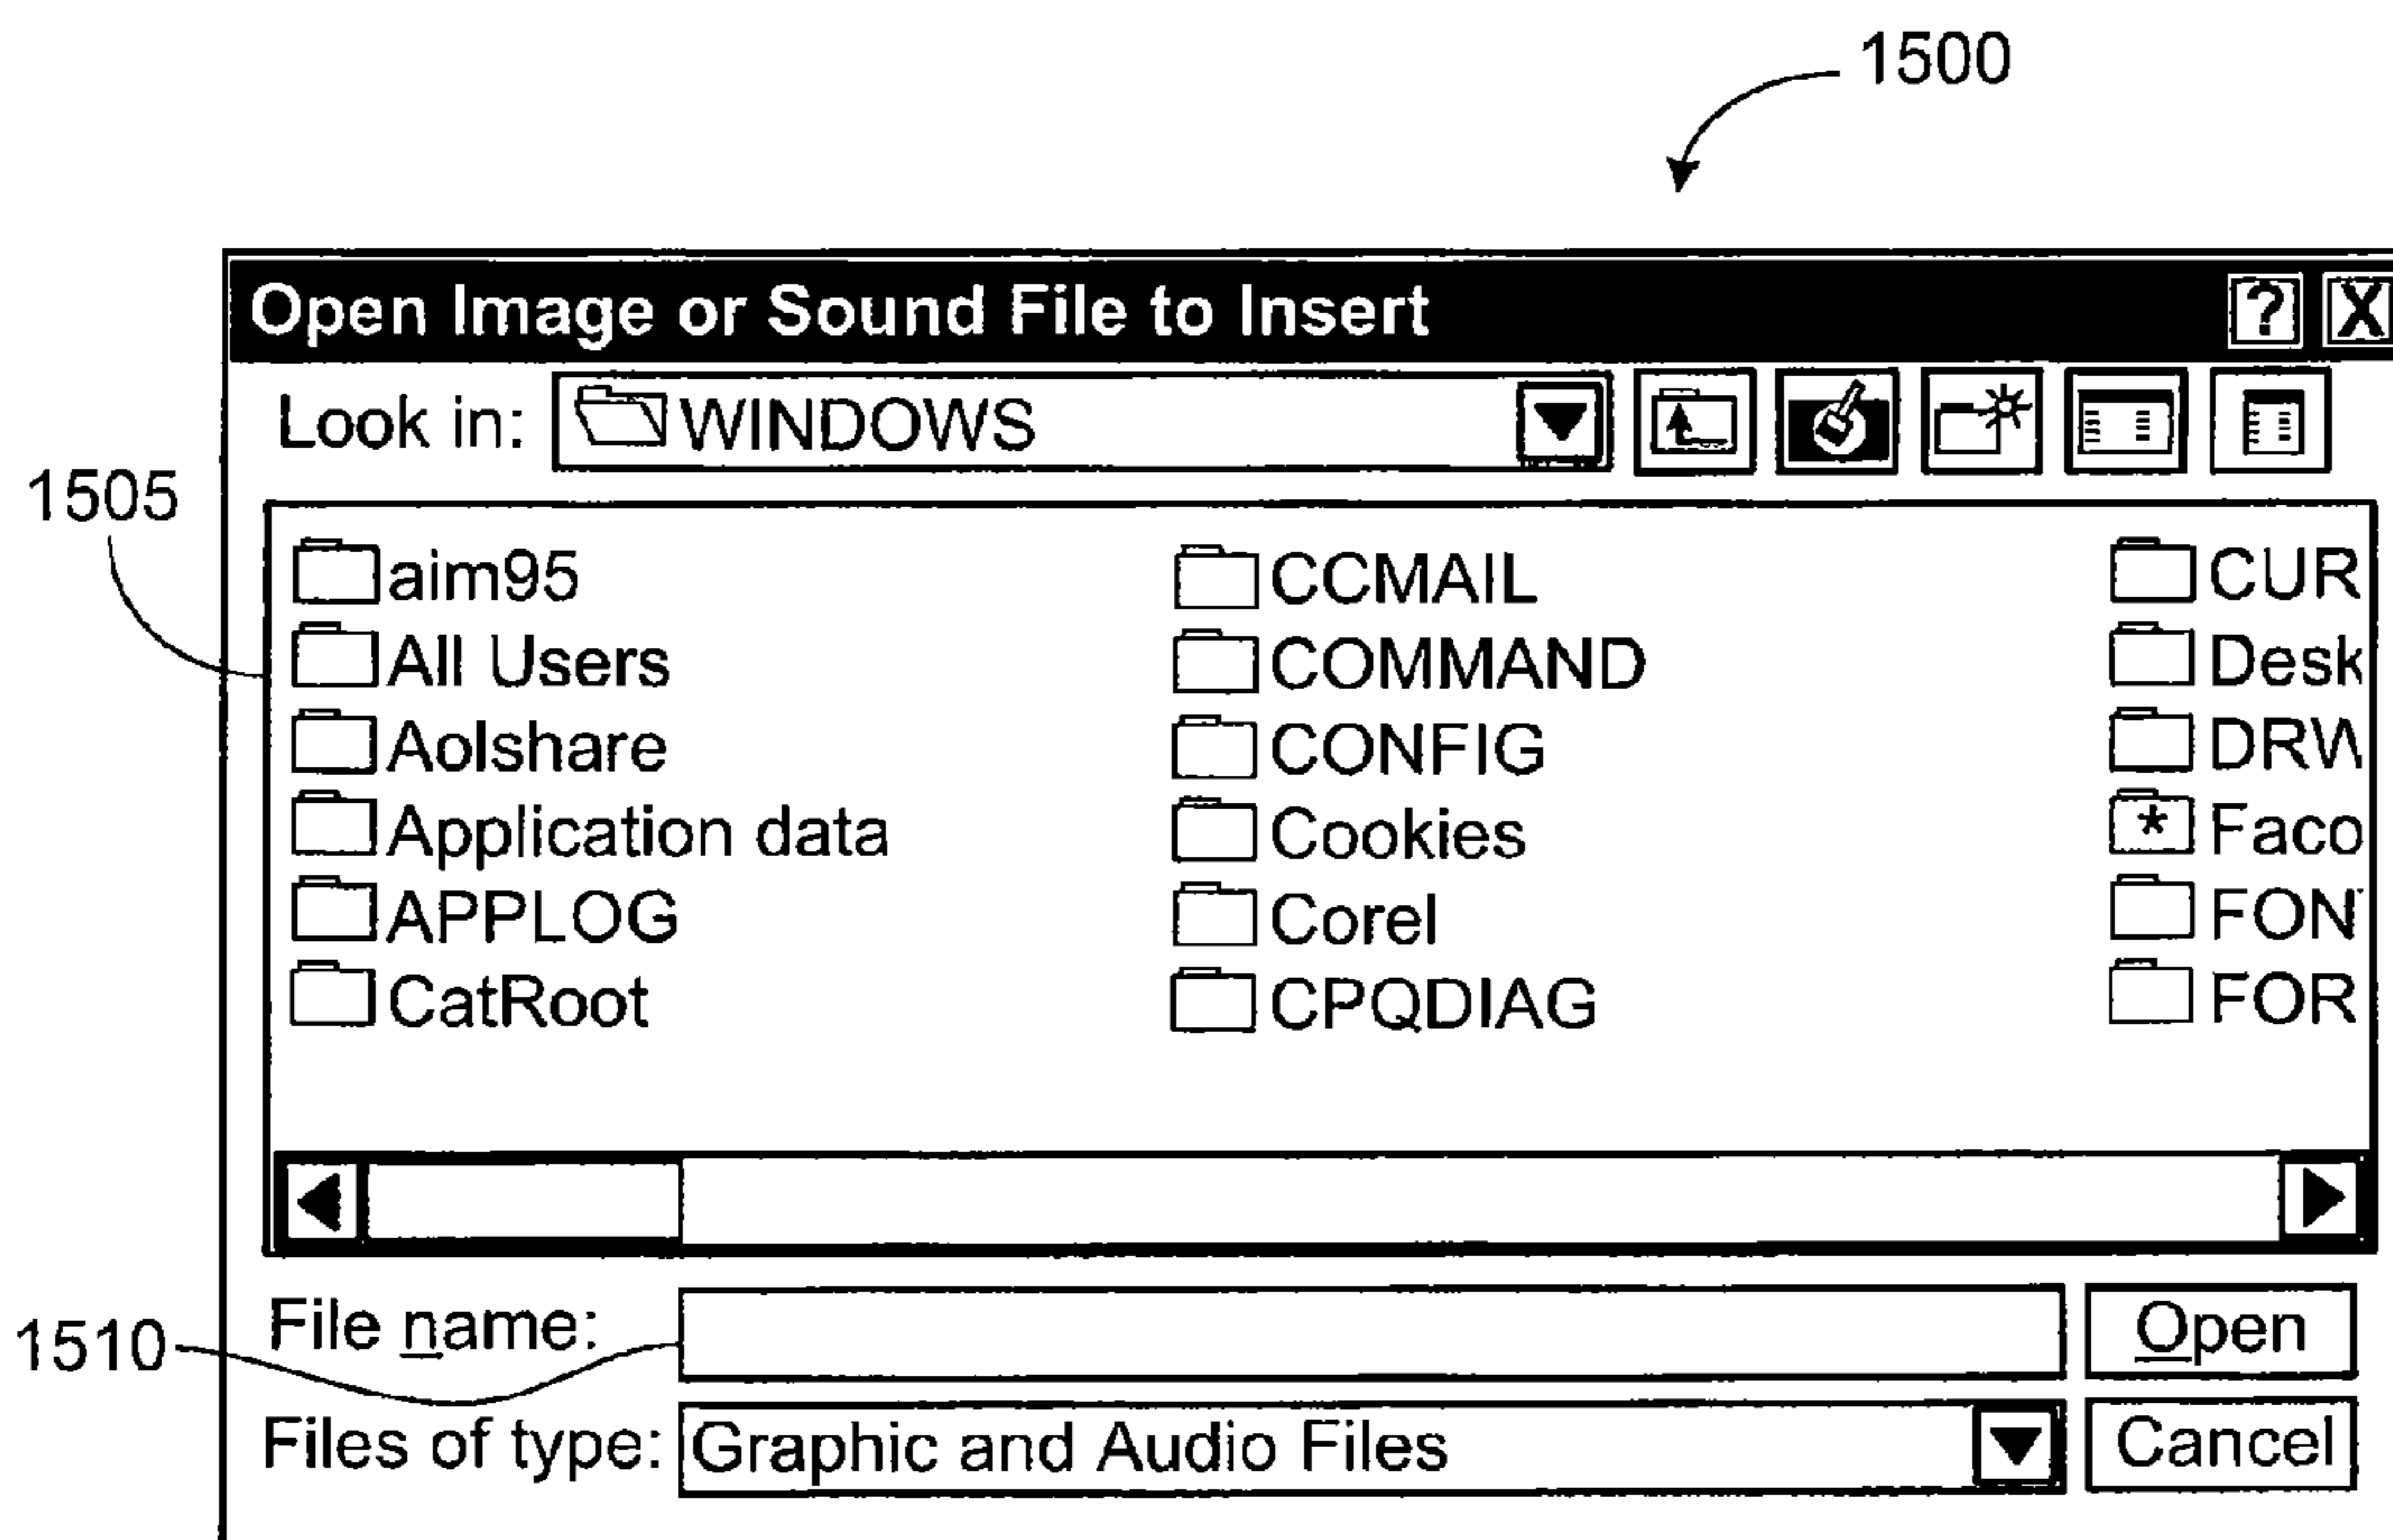 1500
Open Image or Sound File to Insert ? X
Look in: WINDOWS
1505
aim95 CCMAIL CUR
All Users COMMAND Desk
Aolshare CONFIG DRW
Application data Cookies * Faco
APPLOG Corel FON
CatRoot CPQDIAG FOR
1510
File name: Open
Files of type: Graphic and Audio Files Cancel